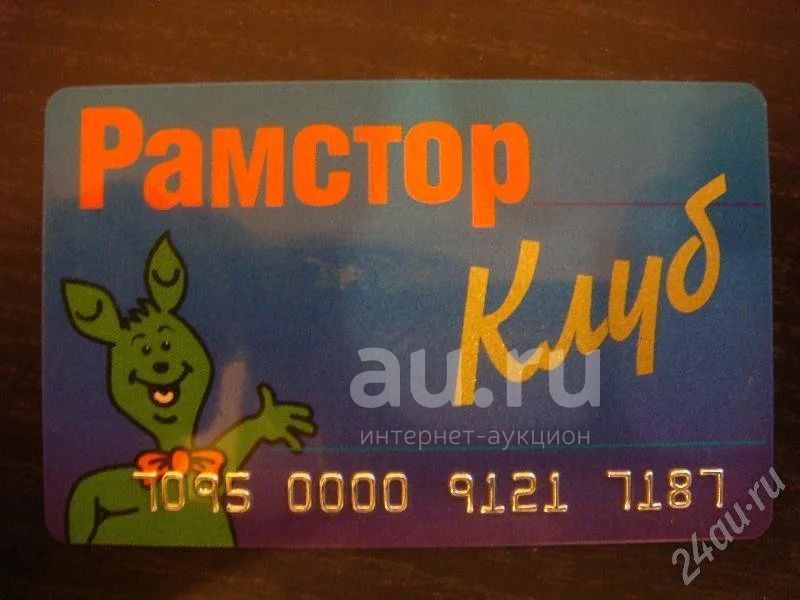 Рамстор
Клуб
au.ru
интернет-аукцион
7095 0000 9121 7187
24au.ru